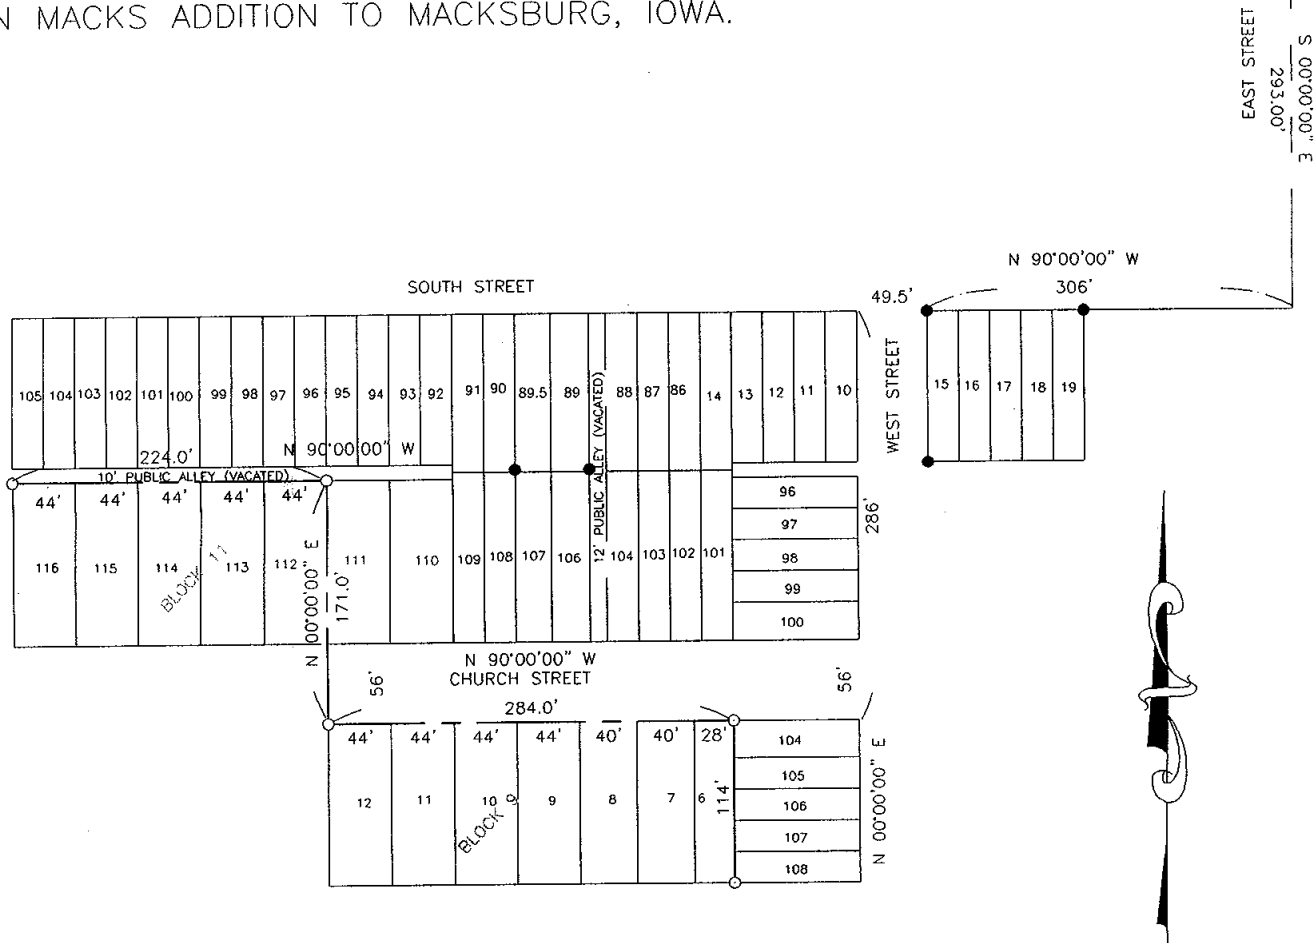 N MACKS ADDITION TO MACKSBURG, IOWA.
EAST STREET
S 00°00'00" E
293.00'
N 90°00'00" W
306'
49.5'
SOUTH STREET
WEST STREET
105 104 103 102 101 100 99 98 97 96 95 94 93 92 91 90 89.5 89 88 87 86 14 13 12 11 10
15 16 17 18 19
12' PUBLIC ALLEY (VACATED)
N 90°00'00" W
224.0'
10' PUBLIC ALLEY (VACATED)
44' 44' 44' 44' 44'
116 115 114 113 112 111 110 109 108 107 106 104 103 102 101
BLOCK 11
96
97
98
99
100
286'
N 00°00'00" E
171.0'
N 90°00'00" W
CHURCH STREET
56'
56'
284.0'
44' 44' 44' 44' 40' 40' 28'
12 11 10 9 8 7 6
BLOCK 9
114'
104
105
106
107
108
N 00°00'00" E